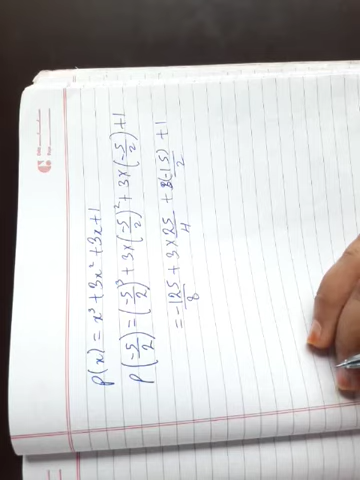 p(x) = x³ + 3x² + 3x + 1
p(-5/2) = (-5/2)³ + 3×(-5/2)² + 3×(-5/2) + 1
= -125/8 + 3×25/4 + (-15)/2 + 1